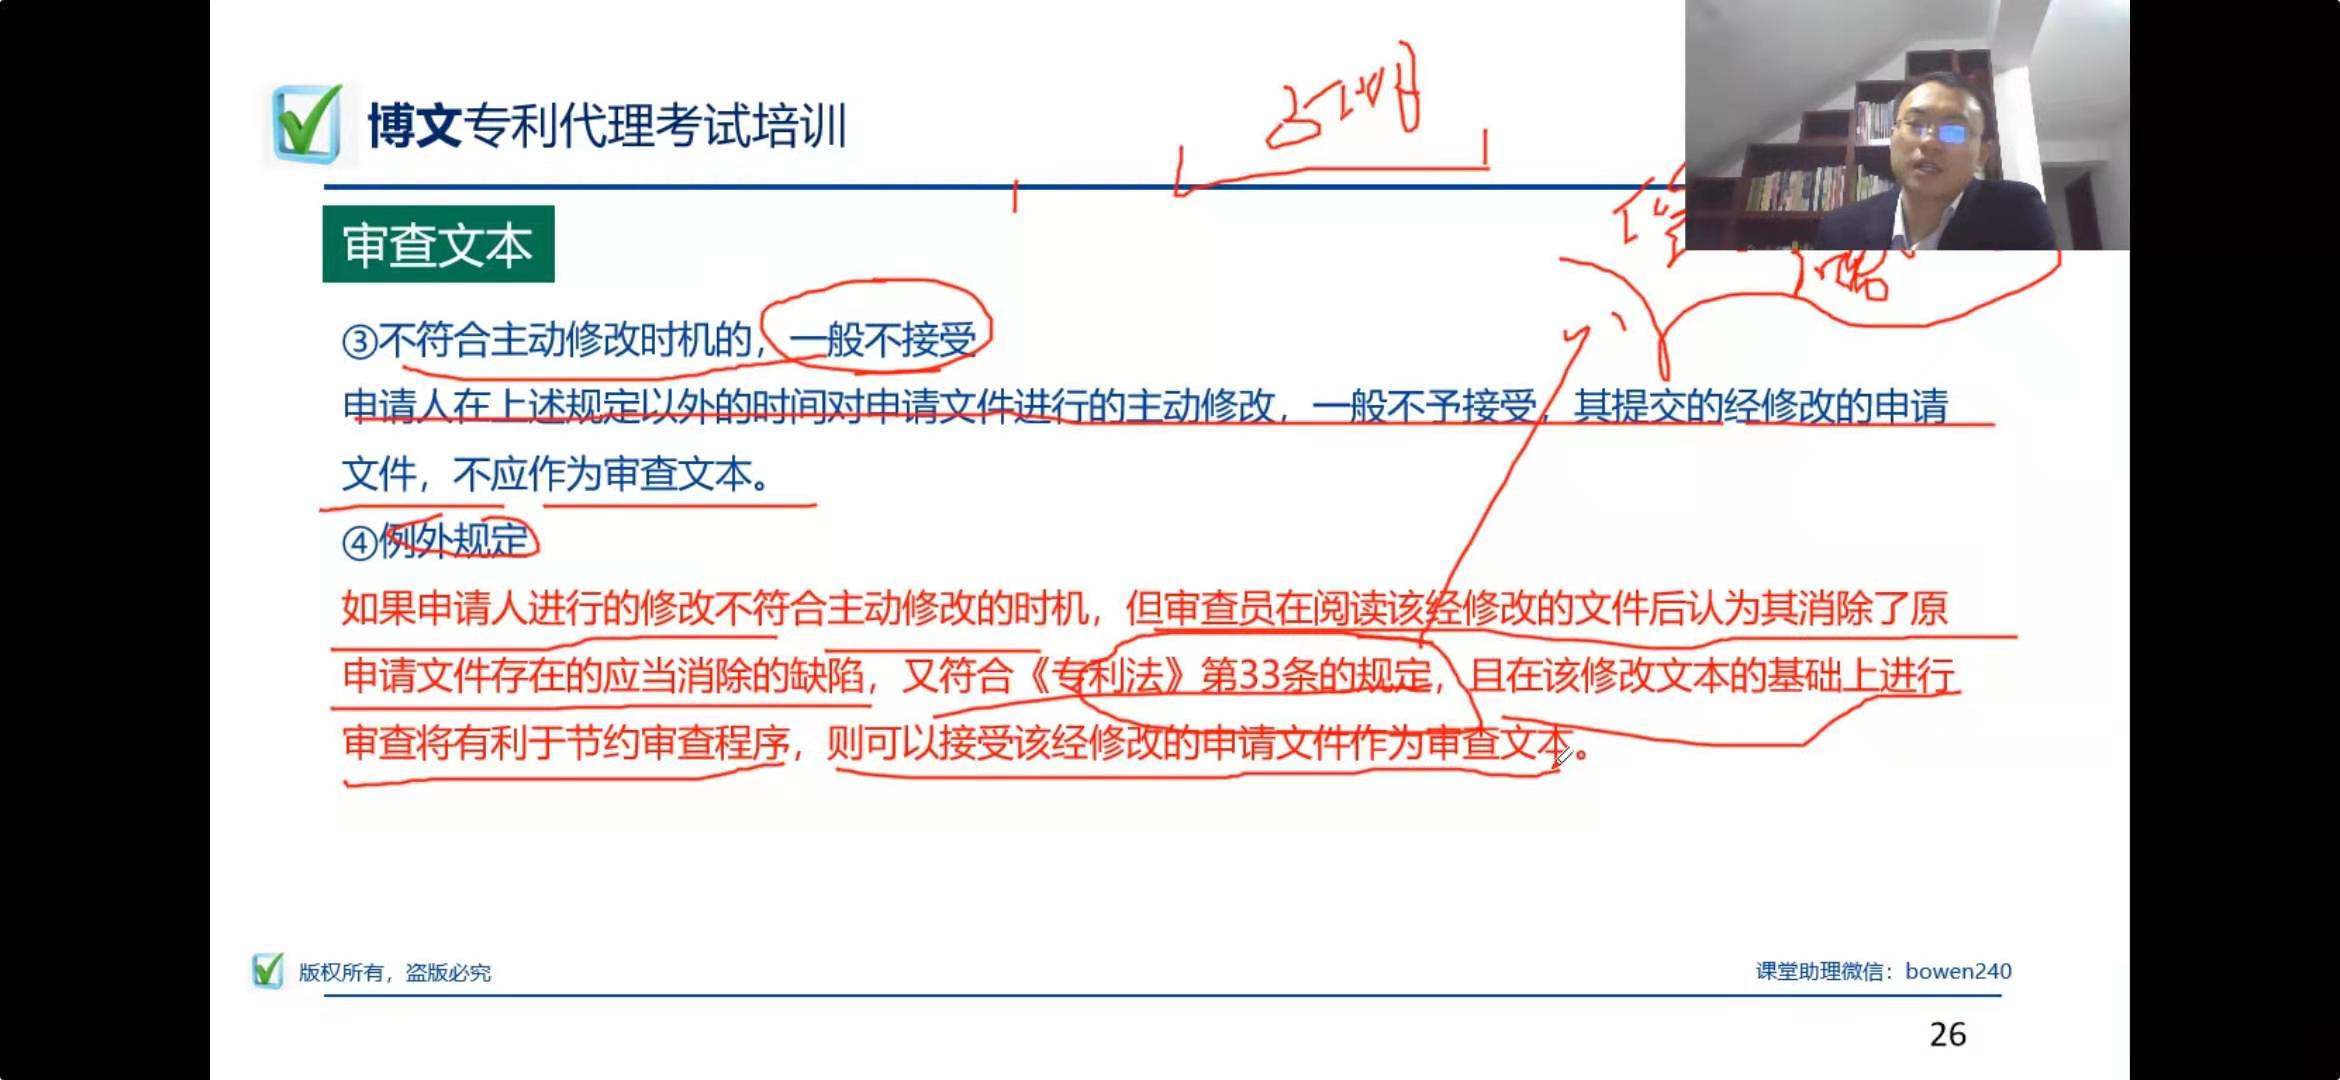 博文专利代理考试培训
审查文本
③不符合主动修改时机的，一般不接受
申请人在上述规定以外的时间对申请文件进行的主动修改，一般不予接受，其提交的经修改的申请
文件，不应作为审查文本。
④例外规定
如果申请人进行的修改不符合主动修改的时机，但审查员在阅读该经修改的文件后认为其消除了原
申请文件存在的应当消除的缺陷，又符合《专利法》第33条的规定，且在该修改文本的基础上进行
审查将有利于节约审查程序，则可以接受该经修改的申请文件作为审查文本。
版权所有，盗版必究
课堂助理微信：bowen240
26